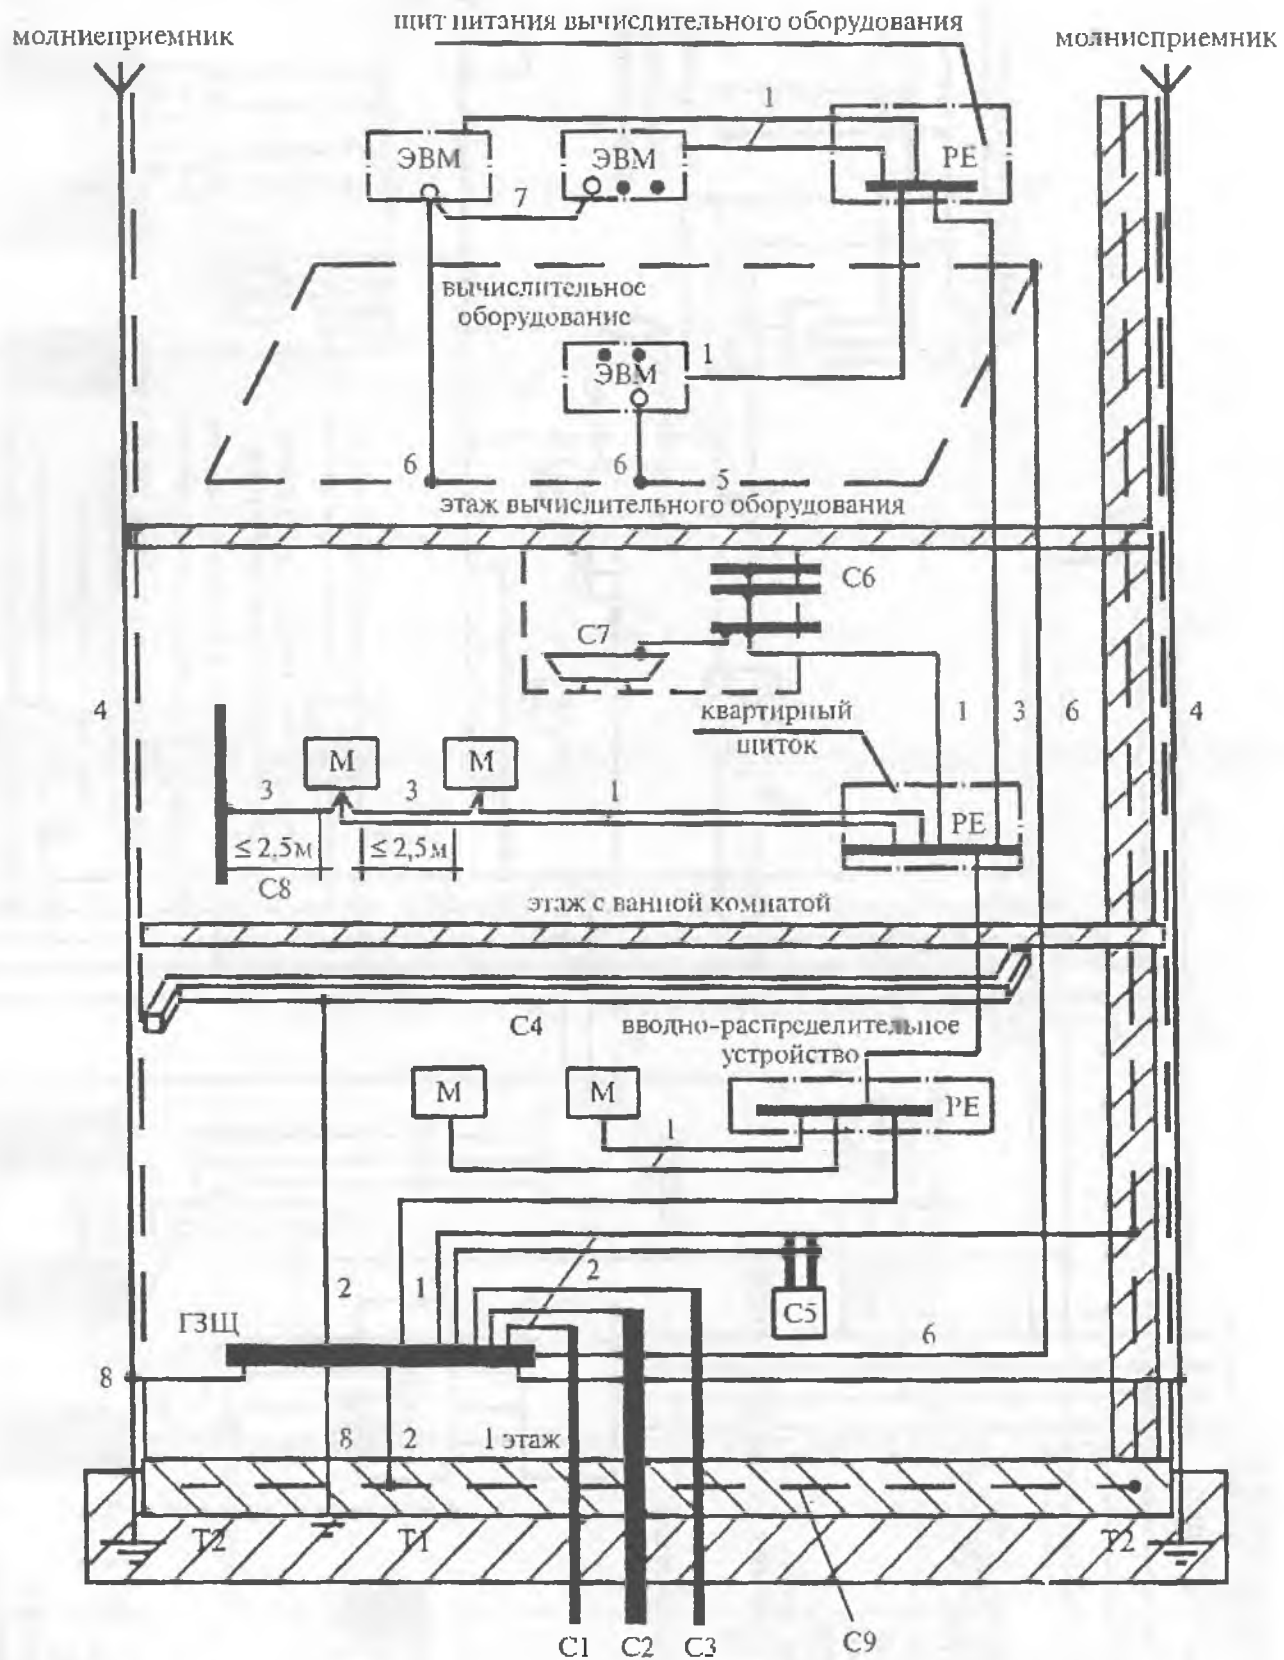 щит питания вычислительного оборудования
молниеприемник
молнисприемник
1
ЭВМ
ЭВМ
РЕ
7
вычислительное
оборудование
1
ЭВМ
6
6
5
этаж вычислительного оборудования
С6
С7
4
квартирный
щиток
1
3
6
4
М
М
3
3
1
РЕ
≤ 2,5м
≤ 2,5м
С8
этаж с ванной комнатой
С4
вводно-распределительное
устройство
М
М
РЕ
1
2
1
2
С5
ГЗЩ
6
8
8
2
1 этаж
Т2
Т1
Т2
С1
С2
С3
С9